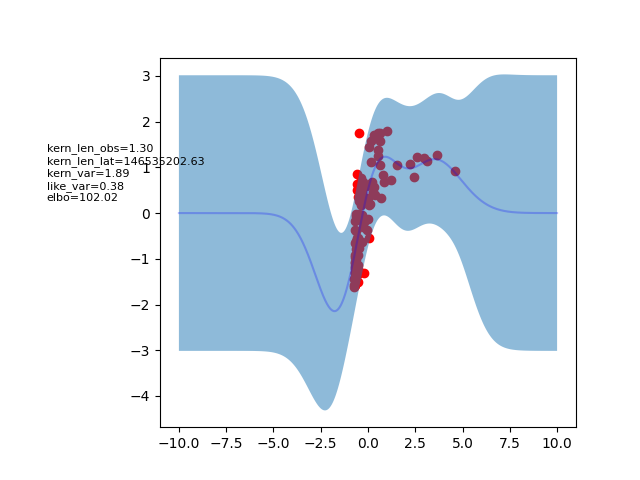 3
2
1
0
−1
−2
−3
−4
kern_len_obs=1.30
kern_len_lat=146535202.63
kern_var=1.89
like_var=0.38
elbo=102.02
−10.0 −7.5 −5.0 −2.5 0.0 2.5 5.0 7.5 10.0